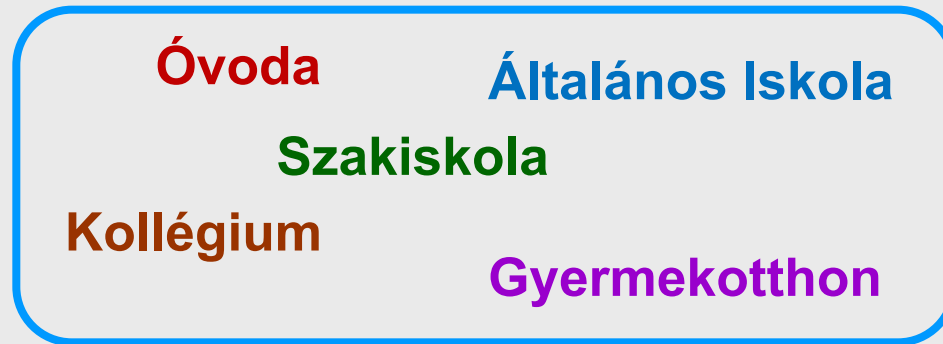 Óvoda
Általános Iskola
Szakiskola
Kollégium
Gyermekotthon